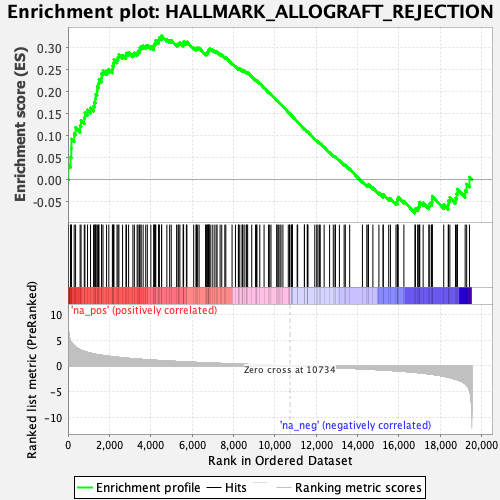 Enrichment plot: HALLMARK_ALLOGRAFT_REJECTION
Enrichment score (ES)
0.30
0.25
0.20
0.15
0.10
0.05
0.00
-0.05
Ranked list metric (PreRanked)
10
5
0
-5
-10
'na_pos' (positively correlated)
Zero cross at 10734
'na_neg' (negatively correlated)
0
2,000
4,000
6,000
8,000
10,000
12,000
14,000
16,000
18,000
20,000
Rank in Ordered Dataset
Enrichment profile
Hits
Ranking metric scores